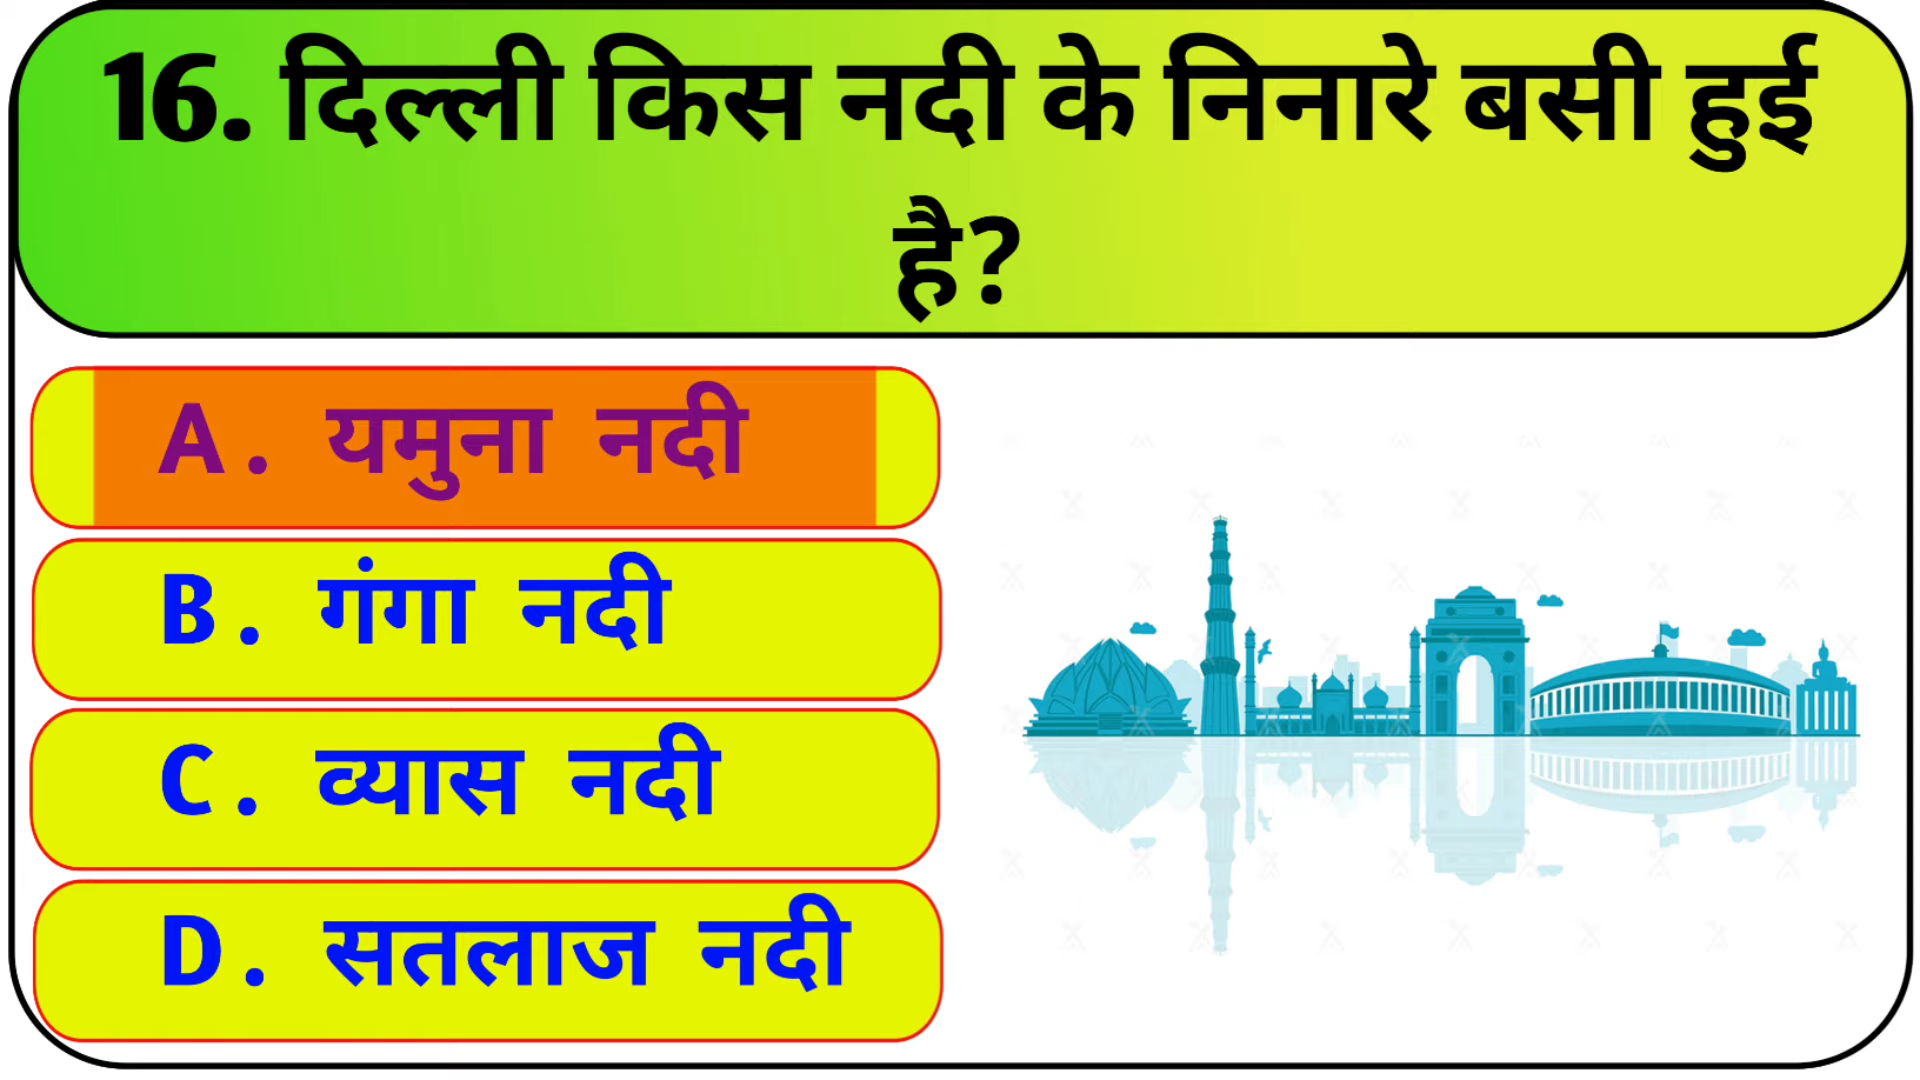 16. दिल्ली किस नदी के निनारे बसी हुई
है?
A. यमुना नदी
B. गंगा नदी
C. व्यास नदी
D. सतलाज नदी